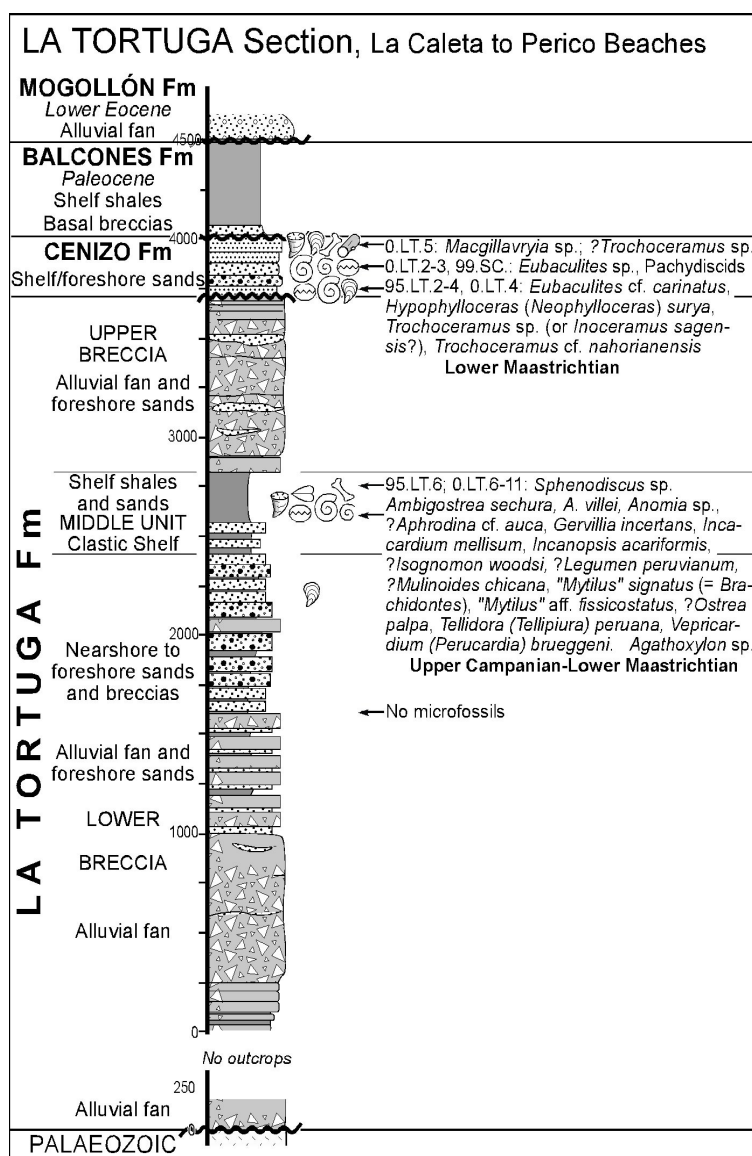 LA TORTUGA Section, La Caleta to Perico Beaches
MOGOLLÓN Fm
Lower Eocene
Alluvial fan
4500
BALCONES Fm
Paleocene
Shelf shales
Basal breccias
4000
CENIZO Fm
Shelf/foreshore sands
0.LT.5: Macgillavryia sp.; ?Trochoceramus sp.
0.LT.2-3, 99.SC.: Eubaculites sp., Pachydiscids
95.LT.2-4, 0.LT.4: Eubaculites cf. carinatus,
Hypophylloceras (Neophylloceras) surya,
Trochoceramus sp. (or Inoceramus sagen-
sis?), Trochoceramus cf. nahorianensis
Lower Maastrichtian
UPPER
BRECCIA
Alluvial fan and
foreshore sands
3000
LA TORTUGA Fm
Shelf shales
and sands
MIDDLE UNIT
Clastic Shelf
95.LT.6; 0.LT.6-11: Sphenodiscus sp.
Ambigostrea sechura, A. villei, Anomia sp.,
?Aphrodina cf. auca, Gervillia incertans, Inca-
cardium mellisum, Incanopsis acariformis,
?Isognomon woodsi, ?Legumen peruvianum,
?Mulinoides chicana, "Mytilus" signatus (= Bra-
chidontes), "Mytilus" aff. fissicostatus, ?Ostrea
palpa, Tellidora (Tellipiura) peruana, Vepricar-
dium (Perucardia) brueggeni. Agathoxylon sp.
Upper Campanian-Lower Maastrichtian
2000
Nearshore to
foreshore sands
and breccias
No microfossils
Alluvial fan and
foreshore sands
LOWER
1000
BRECCIA
Alluvial fan
0
No outcrops
250
Alluvial fan
0
PALAEOZOIC